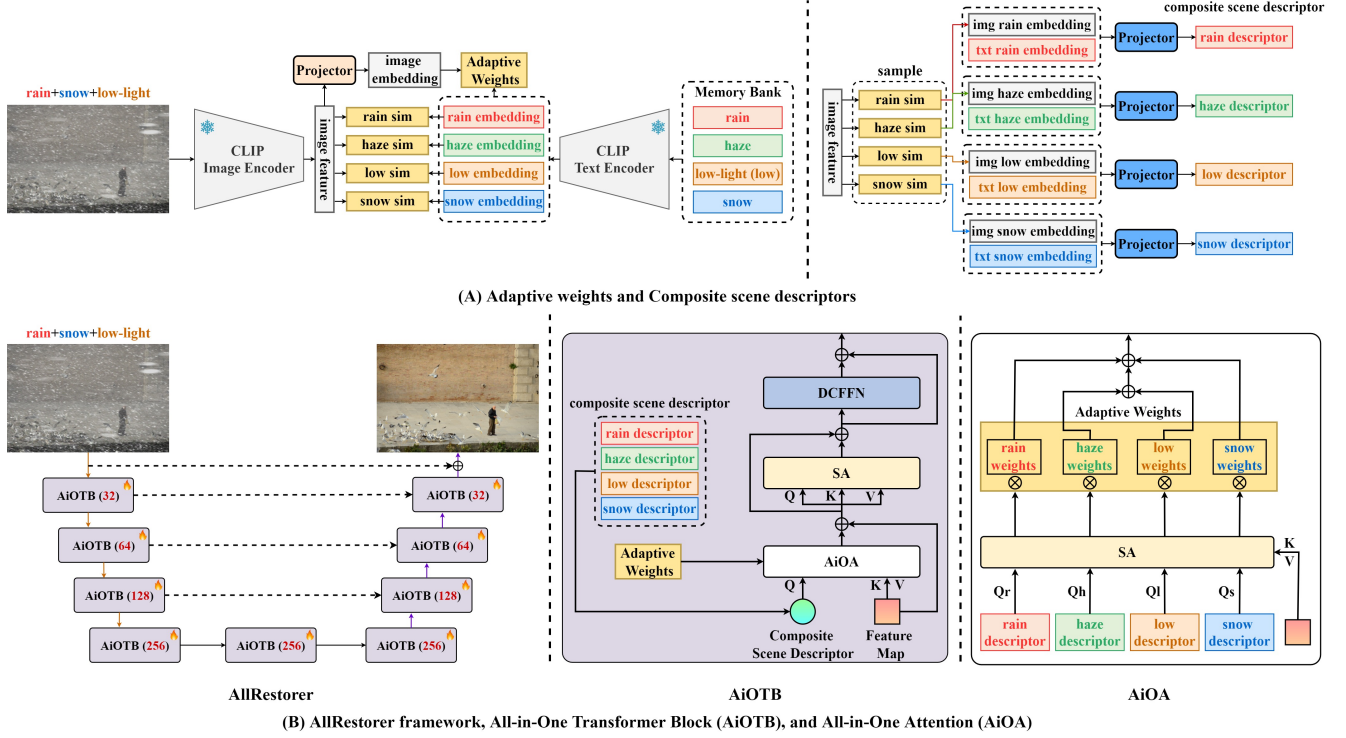 rain+snow+low-light
CLIP
Image Encoder
Projector
image
embedding
Adaptive
Weights
image feature
rain sim
haze sim
low sim
snow sim
rain embedding
haze embedding
low embedding
snow embedding
CLIP
Text Encoder
Memory Bank
rain
haze
low-light (low)
snow
sample
image feature
rain sim
haze sim
low sim
snow sim
composite scene descriptor
img rain embedding
txt rain embedding
Projector
rain descriptor
img haze embedding
txt haze embedding
Projector
haze descriptor
img low embedding
txt low embedding
Projector
low descriptor
img snow embedding
txt snow embedding
Projector
snow descriptor
(A) Adaptive weights and Composite scene descriptors
rain+snow+low-light
AiOTB (32)
AiOTB (64)
AiOTB (128)
AiOTB (256)
AiOTB (256)
AiOTB (256)
AiOTB (128)
AiOTB (64)
AiOTB (32)
AllRestorer
composite scene descriptor
rain descriptor
haze descriptor
low descriptor
snow descriptor
DCFFN
SA
Q K V
Adaptive
Weights
AiOA
Q K V
Composite
Scene Descriptor
Feature
Map
AiOTB
Adaptive Weights
rain
weights
haze
weights
low
weights
snow
weights
SA
K
V
Qr Qh Ql Qs
rain
descriptor
haze
descriptor
low
descriptor
snow
descriptor
AiOA
(B) AllRestorer framework, All-in-One Transformer Block (AiOTB), and All-in-One Attention (AiOA)